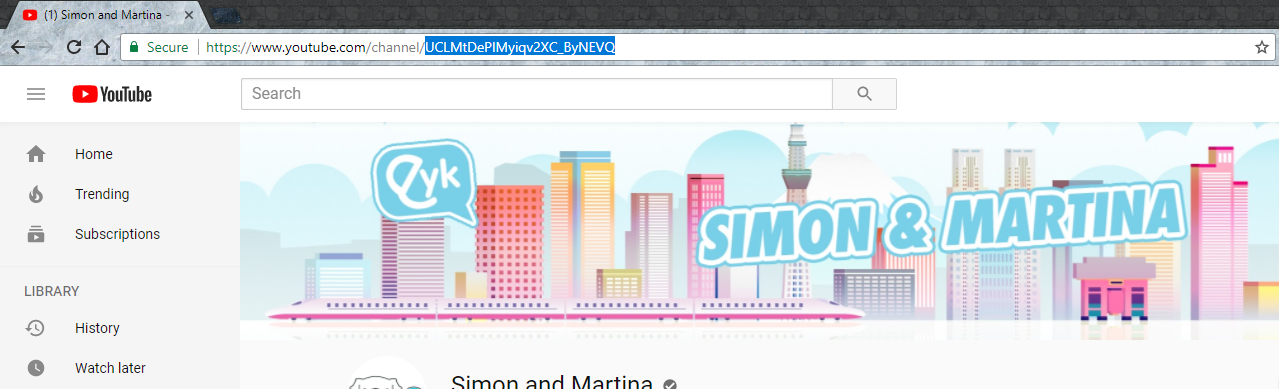 (1) Simon and Martina -
Secure https://www.youtube.com/channel/UCLMtDePIMyiqv2XC_ByNEVQ
YouTube
Search
Home
Trending
Subscriptions
LIBRARY
History
Watch later
eyk
SIMON & MARTINA
Simon and Martina